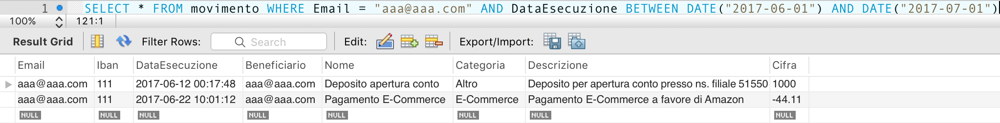 1 SELECT * FROM movimento WHERE Email = "aaa@aaa.com" AND DataEsecuzione BETWEEN DATE("2017-06-01") AND DATE("2017-07-01")
100% 121:1
Result Grid Filter Rows: Search Edit: Export/Import:
Email Iban DataEsecuzione Beneficiario Nome Categoria Descrizione Cifra
aaa@aaa.com 111 2017-06-12 00:17:48 aaa@aaa.com Deposito apertura conto Altro Deposito per apertura conto presso ns. filiale 51550 1000
aaa@aaa.com 111 2017-06-22 10:01:12 aaa@aaa.com Pagamento E-Commerce E-Commerce Pagamento E-Commerce a favore di Amazon -44.11
NULL NULL NULL NULL NULL NULL NULL NULL